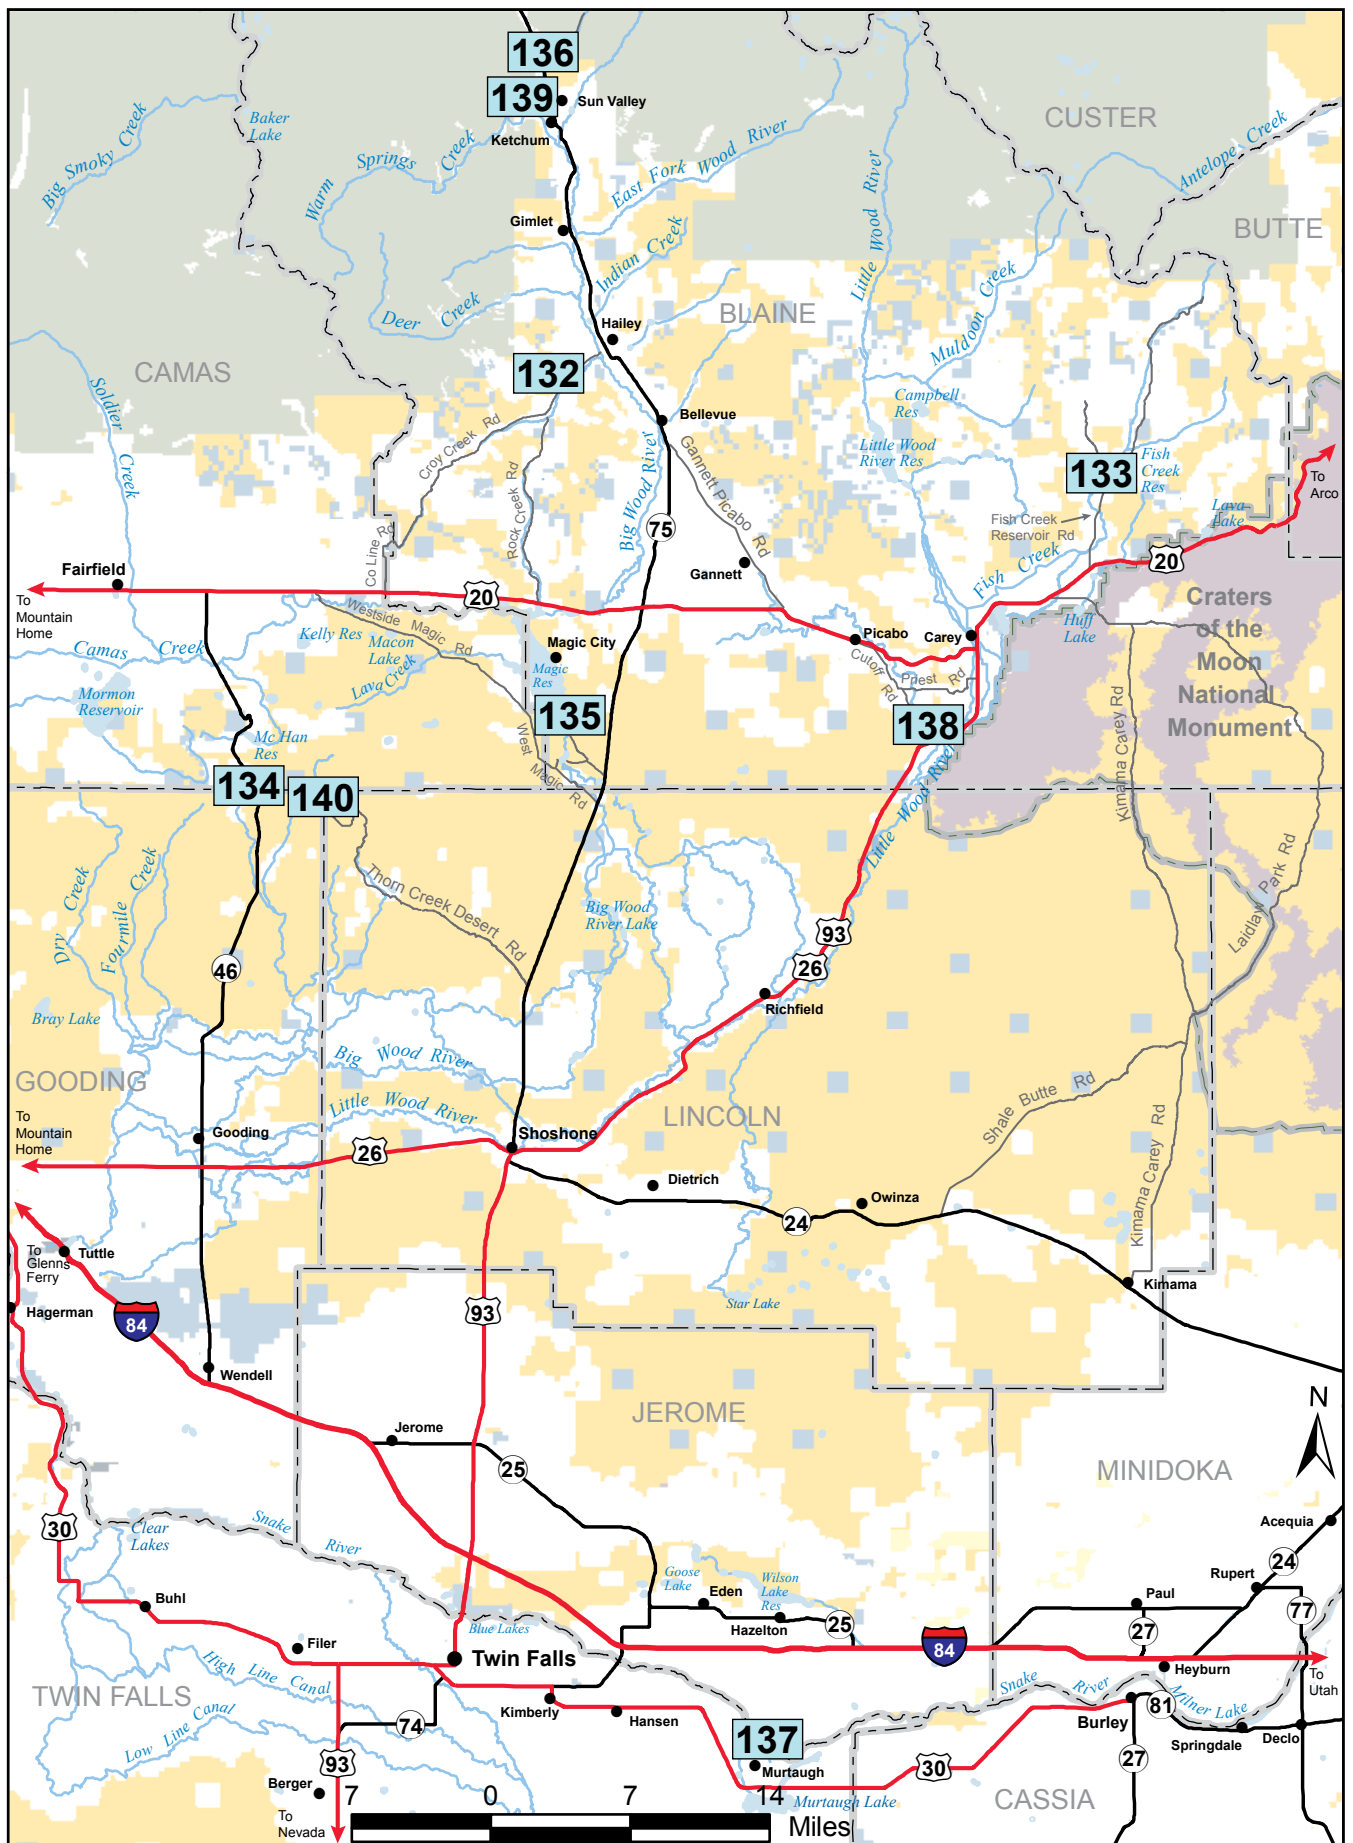 136
139
Sun Valley
Ketchum
Baker
Lake
Big Smoky Creek
Warm Springs Creek
East Fork Wood River
Little Wood River
CUSTER
Antelope Creek
BUTTE
Gimlet
Indian Creek
Deer Creek
Hailey
BLAINE
Muldoon Creek
CAMAS
132
Soldier Creek
Bellevue
Campbell
Res
Little Wood
River Res
Croy Creek Rd
Rock Creek Rd
Big Wood River
Gannett Picabo Rd
133
Fish
Creek
Res
To
Arco
Lava
Lake
Fish Creek
Reservoir Rd
75
Co Line Rd
Gannett
Fish Creek
20
Fairfield
To
Mountain
Home
20
Craters
of the
Moon
National
Monument
Westside Magic Rd
Kelly Res
Macon
Lake
Lava Creek
Magic City
Magic
Res
Picabo
Carey
Huff
Lake
Cutoff Rd
Priest Rd
Camas Creek
Mormon
Reservoir
Mc Han
Res
135
West Magic Rd
138
Kimama Carey Rd
134
140
Little Wood River
Dry Creek
Fourmile Creek
Thorn Creek Desert Rd
Big Wood
River Lake
Laidlaw Park Rd
93
26
46
Richfield
Bray Lake
Big Wood River
GOODING
Little Wood River
LINCOLN
Shale Butte Rd
To
Mountain
Home
Gooding
26
Shoshone
Dietrich
Owinza
24
Kimama Carey Rd
Kimama
Tuttle
To
Glenns
Ferry
Hagerman
84
93
Star Lake
Wendell
JEROME
Jerome
25
N
MINIDOKA
30
Clear
Lakes
Snake River
Acequia
24
Rupert
Goose
Lake
Eden
Wilson
Lake
Res
Paul
77
Buhl
Blue Lakes
Hazelton
25
27
Filer
Twin Falls
84
Heyburn
To
Utah
High Line Canal
TWIN FALLS
Low Line Canal
Kimberly
Hansen
Snake River
Milner Lake
Burley
81
Springdale
Declo
74
93
137
Murtaugh
30
27
Berger
To
Nevada
Murtaugh Lake
CASSIA
7 0 7 14
Miles